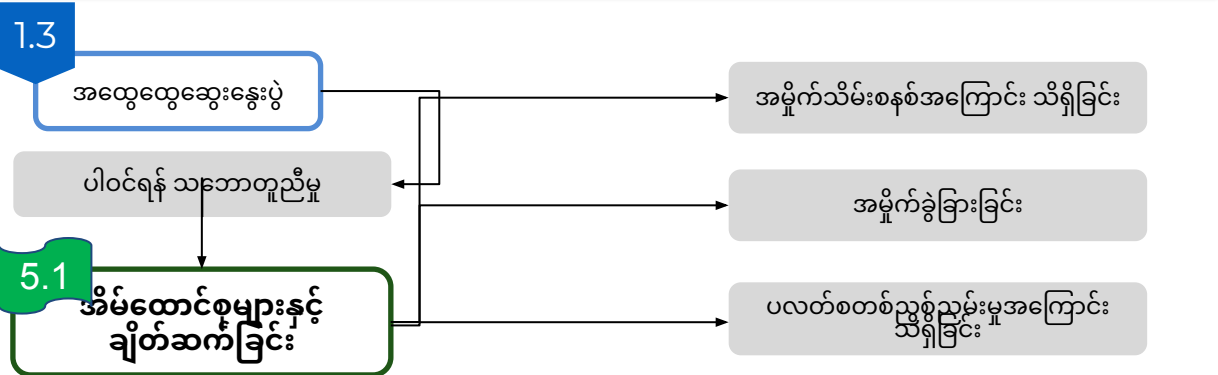 1.3
အထွေထွေဆွေးနွေးပွဲ
ပါဝင်ရန် သဘောတူညီမှု
5.1
အိမ်ထောင်စုများနှင့်
ချိတ်ဆက်ခြင်း
အမှိုက်သိမ်းစနစ်အကြောင်း သိရှိခြင်း
အမှိုက်ခွဲခြားခြင်း
ပလတ်စတစ်ညစ်ညမ်းမှုအကြောင်း
သိရှိခြင်း